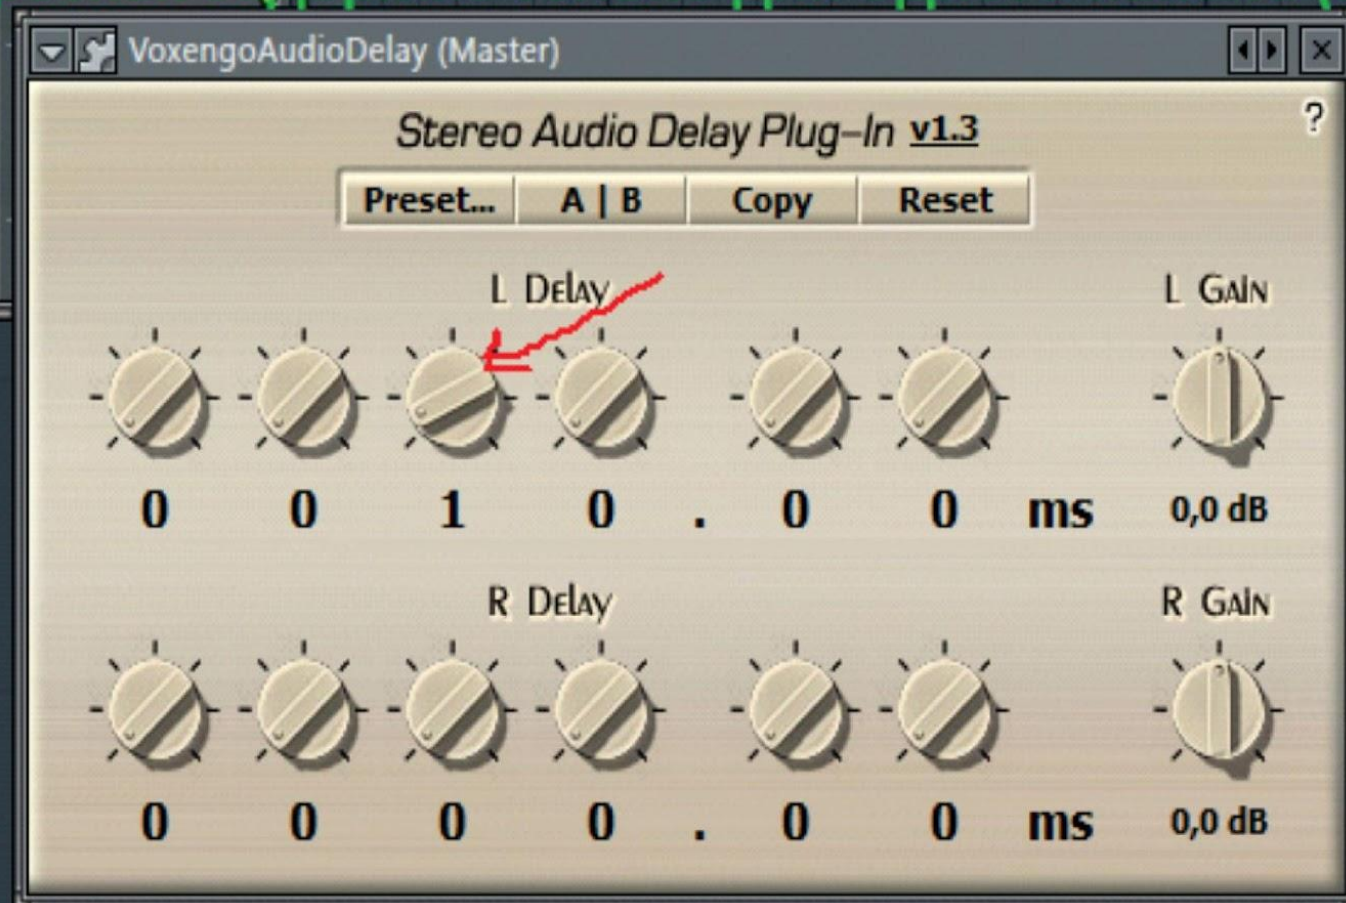 VoxengoAudioDelay (Master)
?
Stereo Audio Delay Plug-In v1.3
Preset... A | B Copy Reset
L Delay L Gain
0 0 1 0 . 0 0 ms 0,0 dB
R Delay R Gain
0 0 0 0 . 0 0 ms 0,0 dB